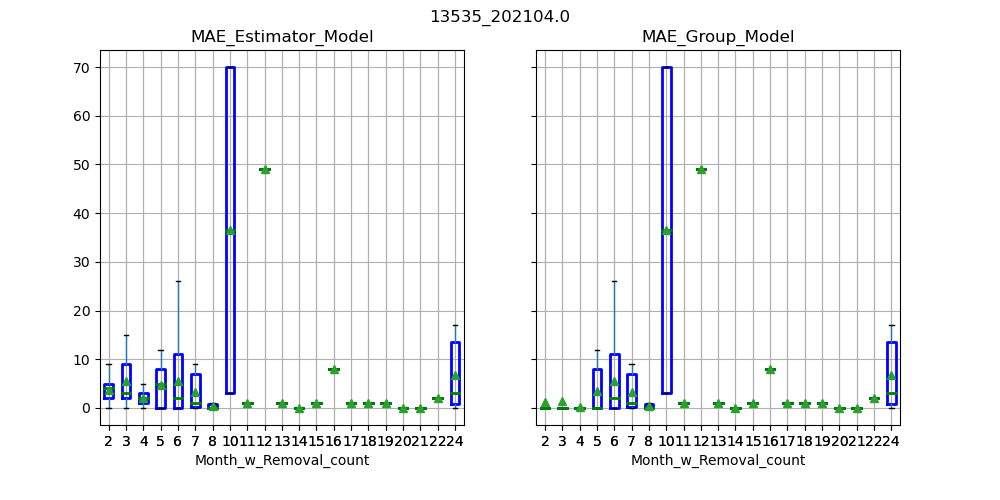 13535_202104.0
MAE_Estimator_Model
MAE_Group_Model
70
60
50
40
30
20
10
0
2 3 4 5 6 7 8 10 11 12 13 14 15 16 17 18 19 20 21 22 24
2 3 4 5 6 7 8 10 11 12 13 14 15 16 17 18 19 20 21 22 24
Month_w_Removal_count
Month_w_Removal_count